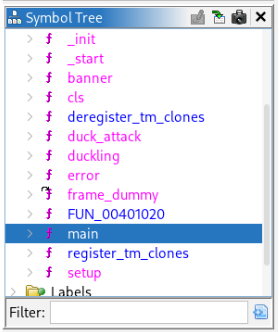 Symbol Tree
f _init
f _start
f banner
f cls
f deregister_tm_clones
f duck_attack
f duckling
f error
f frame_dummy
f FUN_00401020
f main
f register_tm_clones
f setup
Labels
Filter: